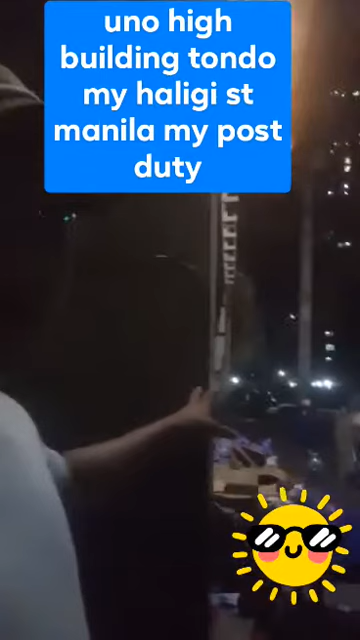 uno high
building tondo
my haligi st
manila my post
duty